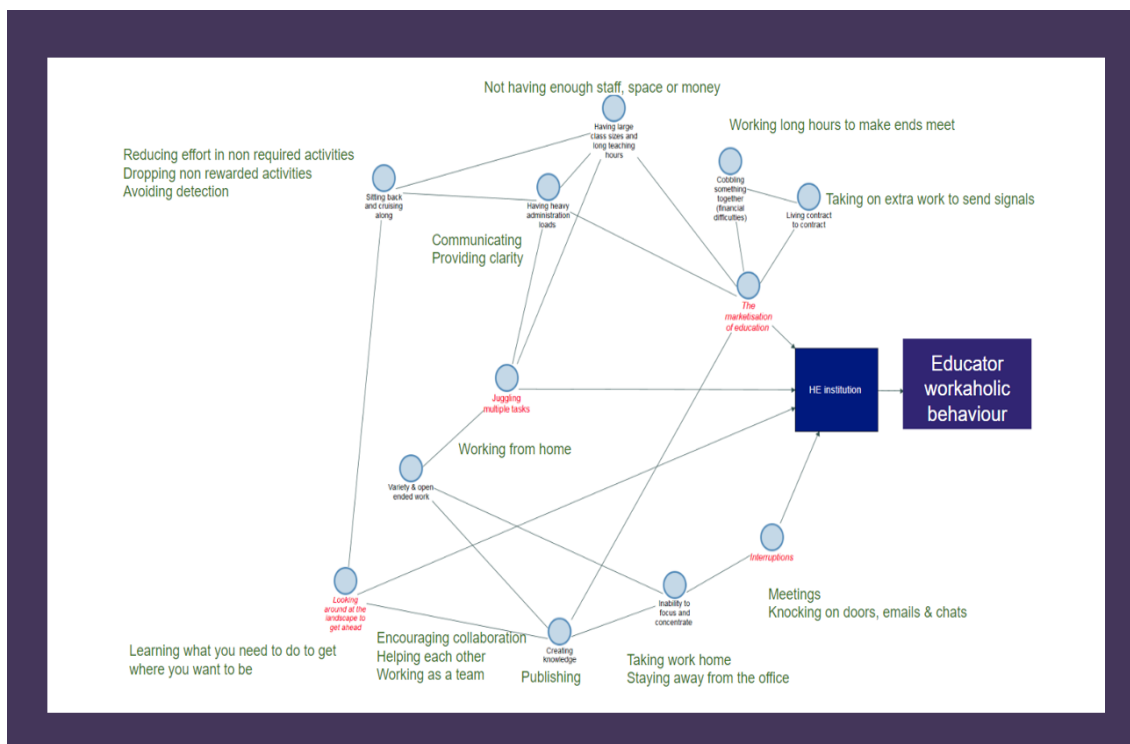 Not having enough staff, space or money
Having large
class sizes and
long teaching
hours
Working long hours to make ends meet
Reducing effort in non required activities
Dropping non rewarded activities
Avoiding detection
Sitting back
and cruising
along
Having heavy
administration
loads
Cobbling
something
together
(financial
difficulties)
Living contract
to contract
Taking on extra work to send signals
Communicating
Providing clarity
The
marketisation
of education
Juggling
multiple tasks
HE institution
Educator
workaholic
behaviour
Working from home
Variety & open
ended work
Interruptions
Looking
around at the
landscape to
get ahead
Inability to
focus and
concentrate
Meetings
Knocking on doors, emails & chats
Learning what you need to do to get
where you want to be
Encouraging collaboration
Helping each other
Working as a team
Creating
knowledge
Publishing
Taking work home
Staying away from the office